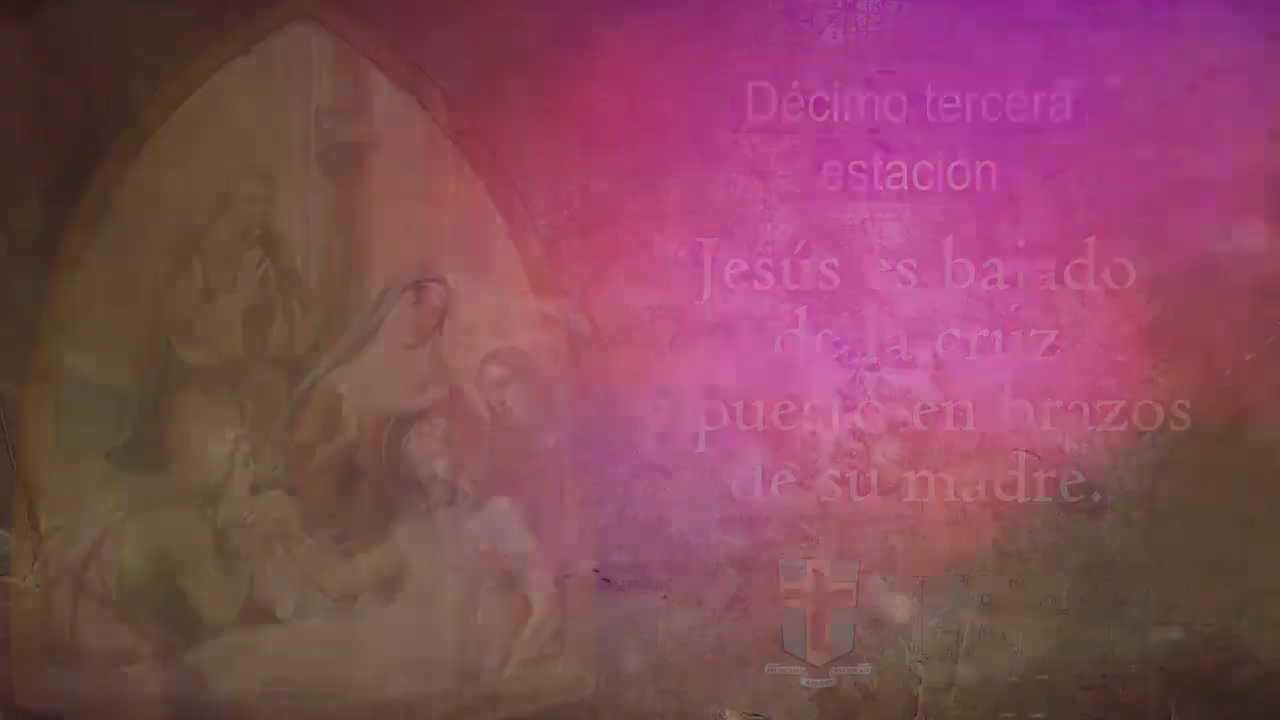 Décimo tercera
estación
Jesús es bajado
de la cruz
puesto en brazos
de su madre.